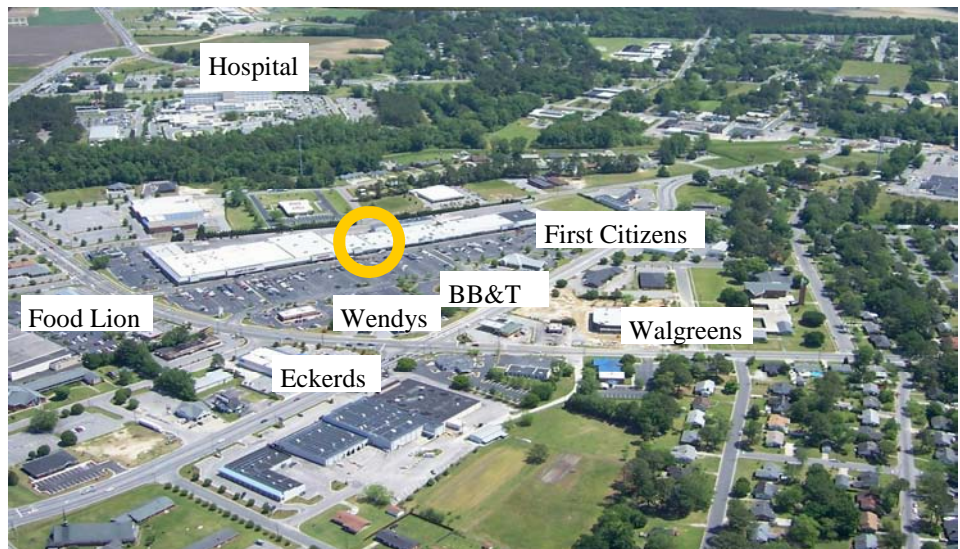 Hospital
First Citizens
BB&T
Food Lion
Wendys
Walgreens
Eckerds